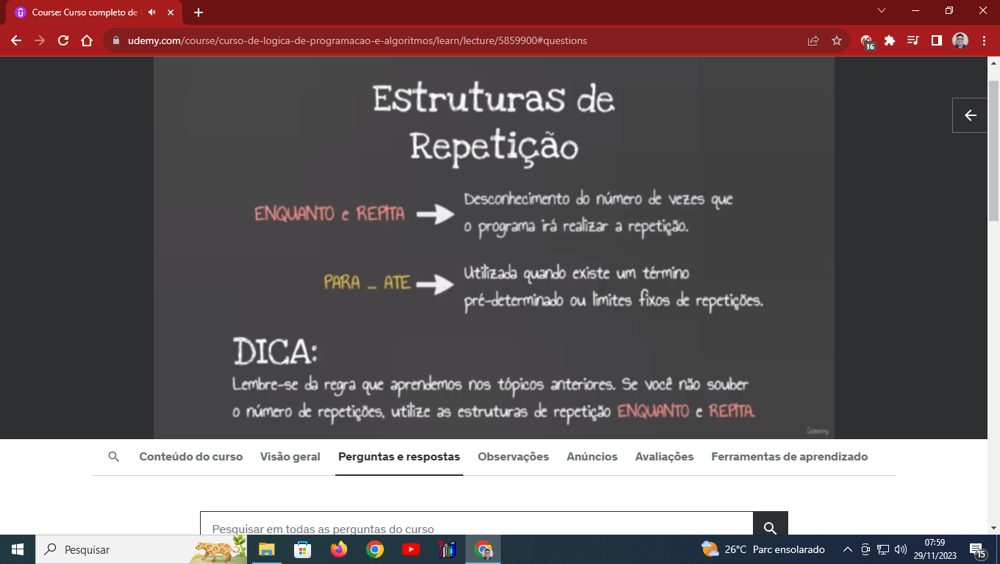 Course: Curso completo de
udemy.com/course/curso-de-logica-de-programacao-e-algoritmos/learn/lecture/5859900#questions
16
Estruturas de
Repetição
ENQUANTO e REPITA
Desconhecimento do número de vezes que
o programa irá realizar a repetição.
PARA ... ATE
Utilizada quando existe um término
pré-determinado ou limites fixos de repetições.
DICA:
Lembre-se da regra que aprendemos nos tópicos anteriores. Se você não souber
o número de repetições, utilize as estruturas de repetição ENQUANTO e REPITA.
udemy
Conteúdo do curso Visão geral Perguntas e respostas Observações Anúncios Avaliações Ferramentas de aprendizado
Pesquisar em todas as perguntas do curso
Pesquisar
26°C Parc ensolarado
07:59
29/11/2023
15